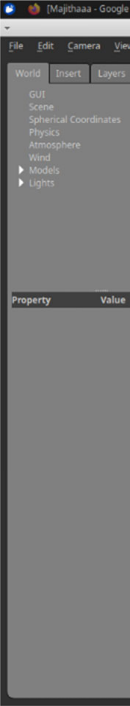 [Majithaaa - Google
File Edit Camera View
World Insert Layers
GUI
Scene
Spherical Coordinates
Physics
Atmosphere
Wind
Models
Lights
Property Value